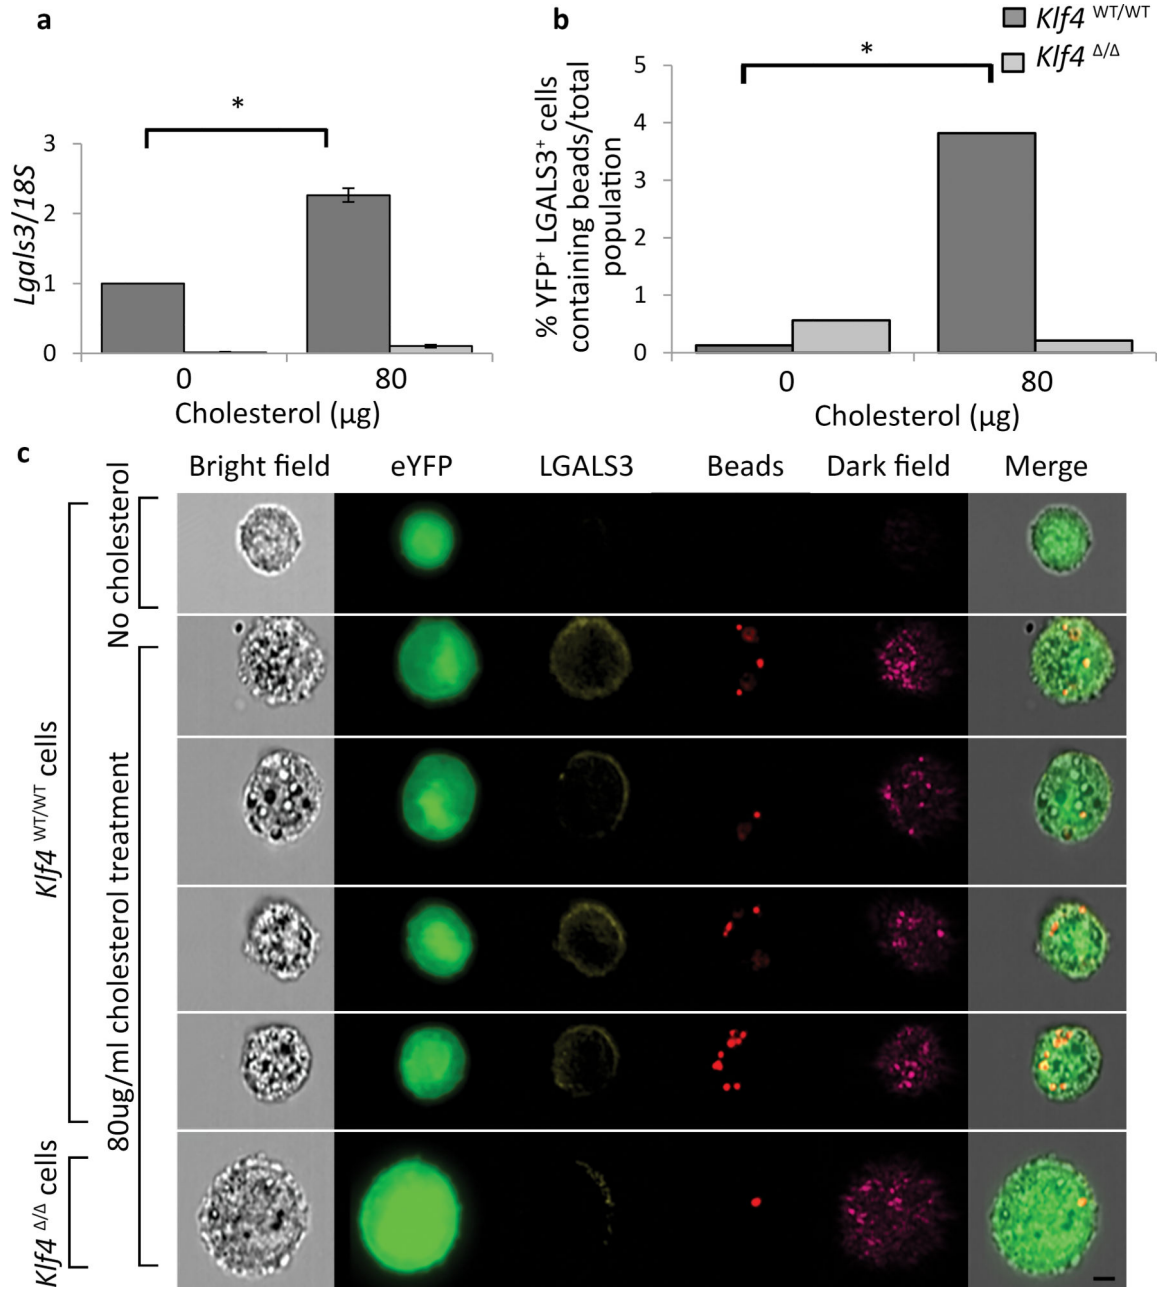 a
*
3
2
1
0
Lgals3/18S
0 80
Cholesterol (µg)
b
Klf4 WT/WT
Klf4 Δ/Δ
*
5
4
3
2
1
0
% YFP+ LGALS3+ cells
containing beads/total
population
0 80
Cholesterol (µg)
c
Bright field eYFP LGALS3 Beads Dark field Merge
No cholesterol
Klf4 WT/WT cells
80ug/ml cholesterol treatment
Klf4 Δ/Δ cells